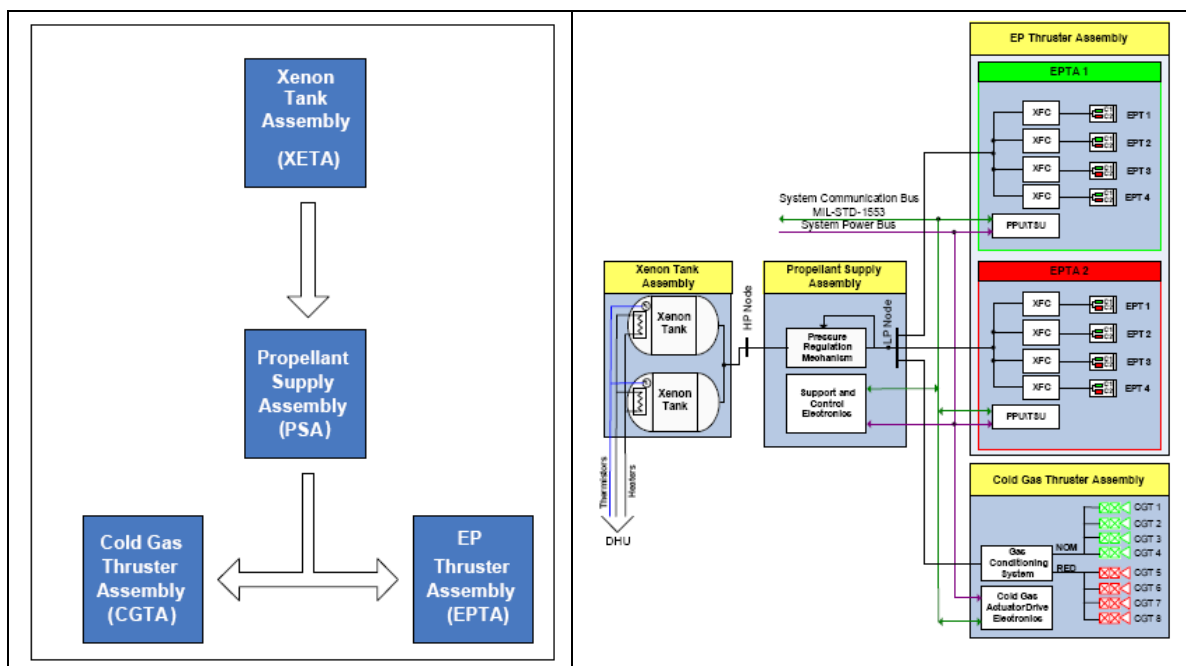 Xenon
Tank
Assembly
(XETA)
Propellant
Supply
Assembly
(PSA)
Cold Gas
Thruster
Assembly
(CGTA)
EP
Thruster
Assembly
(EPTA)
EP Thruster Assembly
EPTA 1
XFC
EPT 1
XFC
EPT 2
XFC
EPT 3
XFC
EPT 4
PPU/TSU
System Communication Bus
MIL-STD-1553
System Power Bus
EPTA 2
XFC
EPT 1
XFC
EPT 2
XFC
EPT 3
XFC
EPT 4
PPU/TSU
Xenon Tank
Assembly
Xenon
Tank
Xenon
Tank
Thermistors
Heaters
DHU
HP Node
Propellant Supply
Assembly
Pressure
Regulation
Mechanism
LP Node
Support and
Control
Electronics
Cold Gas Thruster Assembly
Gas
Conditioning
System
NOM
RED
CGT 1
CGT 2
CGT 3
CGT 4
CGT 5
CGT 6
CGT 7
CGT 8
Cold Gas
ActuatorDrive
Electronics